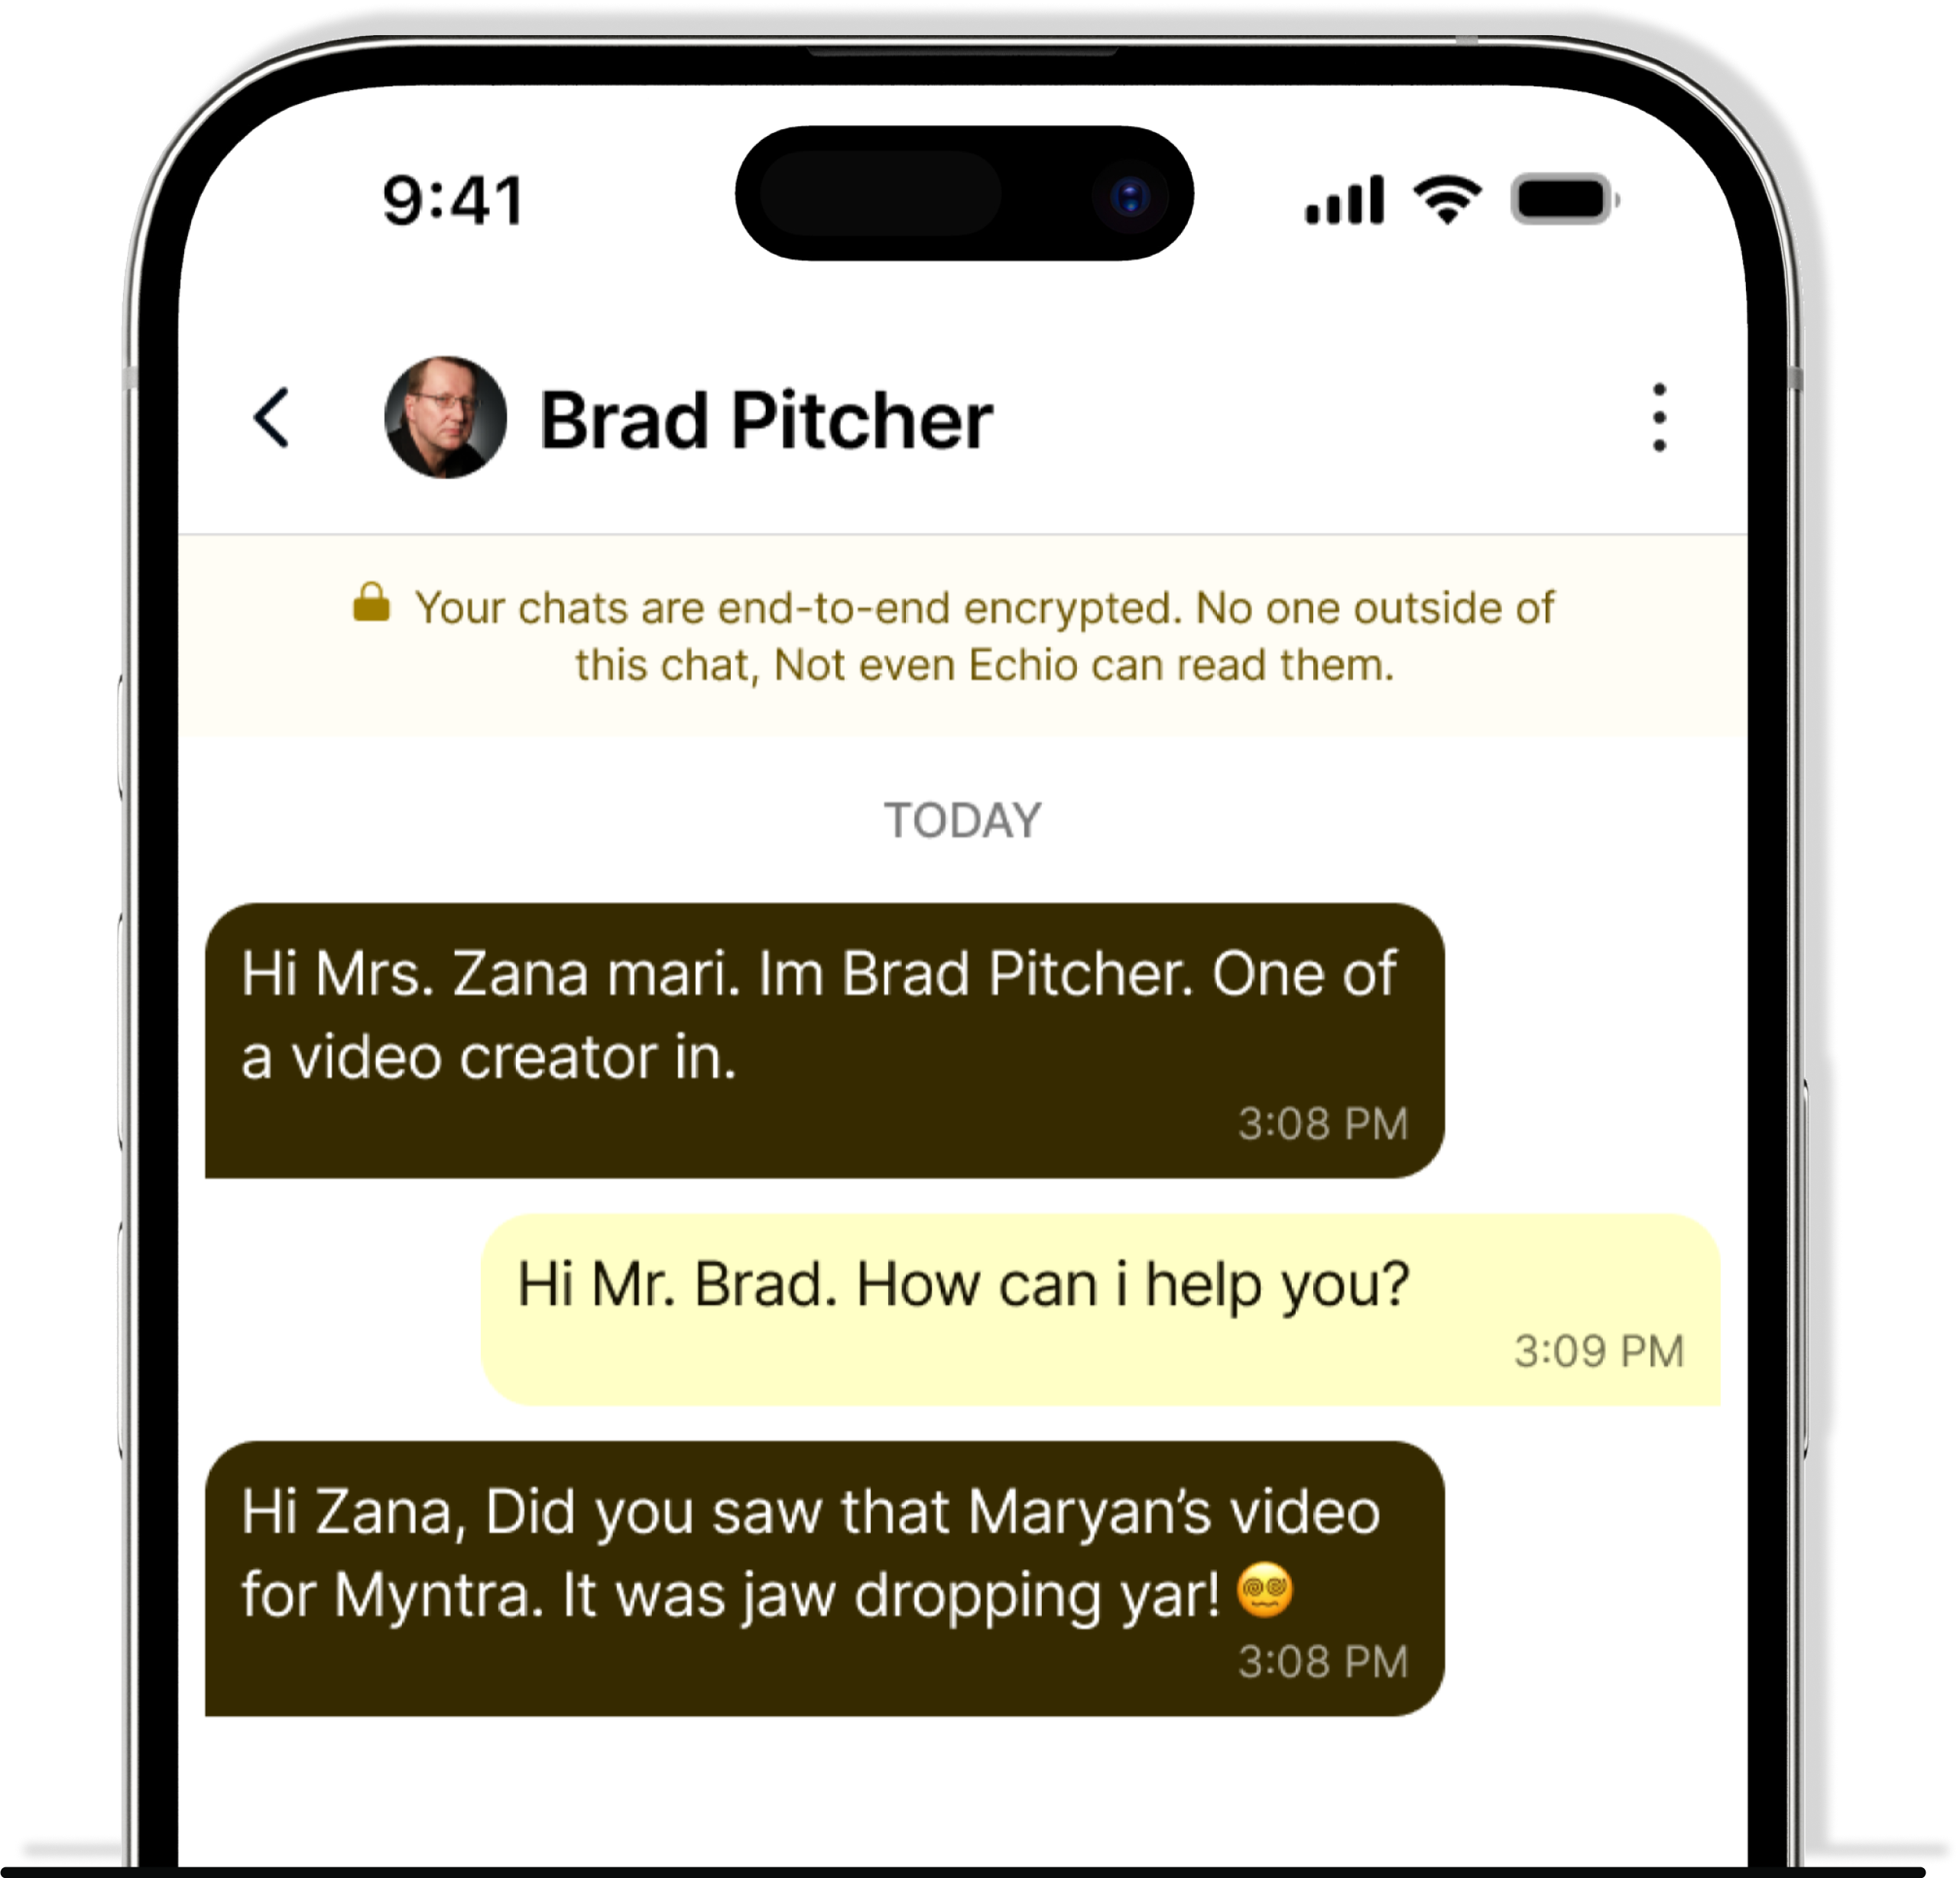 9:41
Brad Pitcher
Your chats are end-to-end encrypted. No one outside of
this chat, Not even Echio can read them.
TODAY
Hi Mrs. Zana mari. Im Brad Pitcher. One of
a video creator in.
3:08 PM
Hi Mr. Brad. How can i help you?
3:09 PM
Hi Zana, Did you saw that Maryan’s video
for Myntra. It was jaw dropping yar! 😵‍💫
3:08 PM